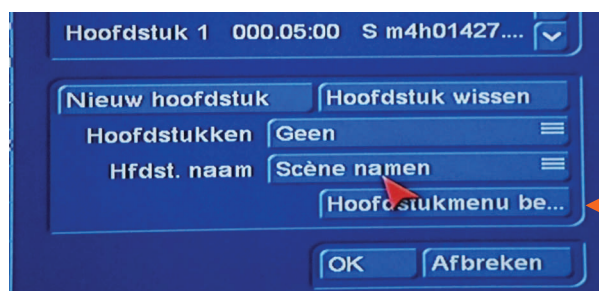 Hoofdstuk 1 000.05:00 S m4h01427....
Nieuw hoofdstuk Hoofdstuk wissen
Hoofdstukken Geen
Hfdst. naam Scène namen
Hoofdstukmenu be...
OK Afbreken